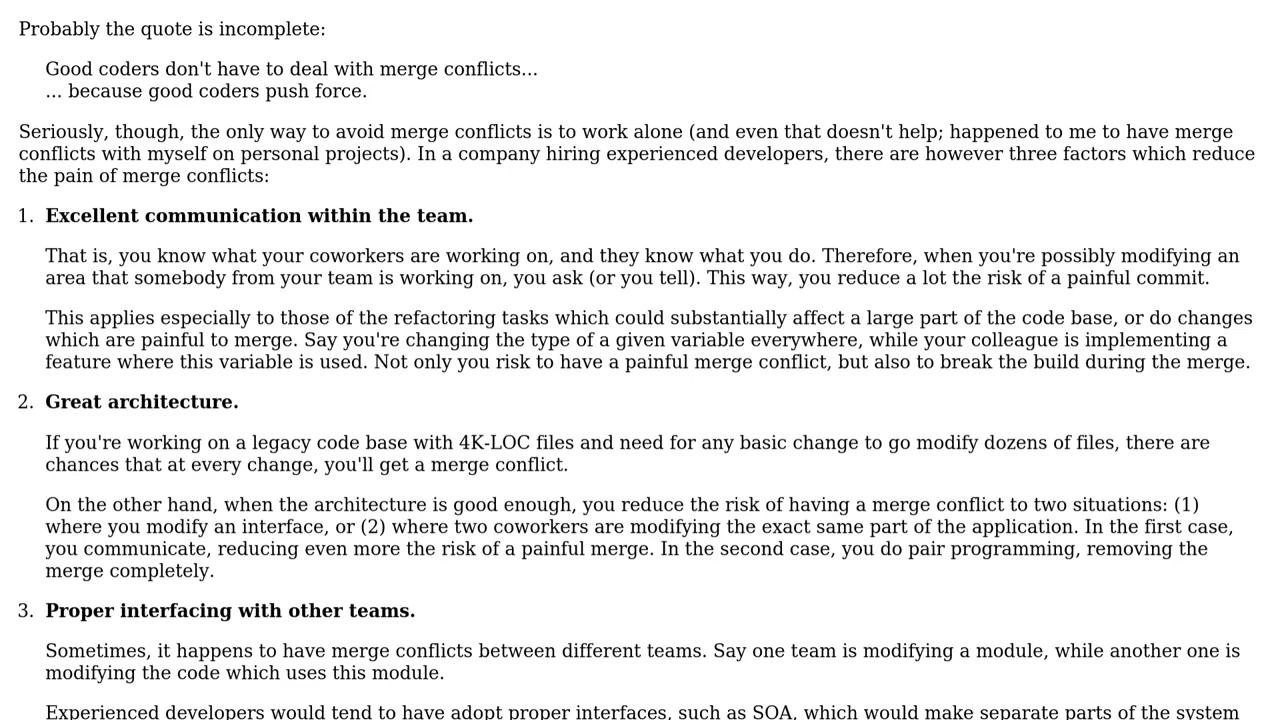 Probably the quote is incomplete:
Good coders don't have to deal with merge conflicts...
... because good coders push force.
Seriously, though, the only way to avoid merge conflicts is to work alone (and even that doesn't help; happened to me to have merge
conflicts with myself on personal projects). In a company hiring experienced developers, there are however three factors which reduce
the pain of merge conflicts:
1. Excellent communication within the team.
That is, you know what your coworkers are working on, and they know what you do. Therefore, when you're possibly modifying an
area that somebody from your team is working on, you ask (or you tell). This way, you reduce a lot the risk of a painful commit.
This applies especially to those of the refactoring tasks which could substantially affect a large part of the code base, or do changes
which are painful to merge. Say you're changing the type of a given variable everywhere, while your colleague is implementing a
feature where this variable is used. Not only you risk to have a painful merge conflict, but also to break the build during the merge.
2. Great architecture.
If you're working on a legacy code base with 4K-LOC files and need for any basic change to go modify dozens of files, there are
chances that at every change, you'll get a merge conflict.
On the other hand, when the architecture is good enough, you reduce the risk of having a merge conflict to two situations: (1)
where you modify an interface, or (2) where two coworkers are modifying the exact same part of the application. In the first case,
you communicate, reducing even more the risk of a painful merge. In the second case, you do pair programming, removing the
merge completely.
3. Proper interfacing with other teams.
Sometimes, it happens to have merge conflicts between different teams. Say one team is modifying a module, while another one is
modifying the code which uses this module.
Experienced developers would tend to have adopt proper interfaces, such as SOA, which would make separate parts of the system